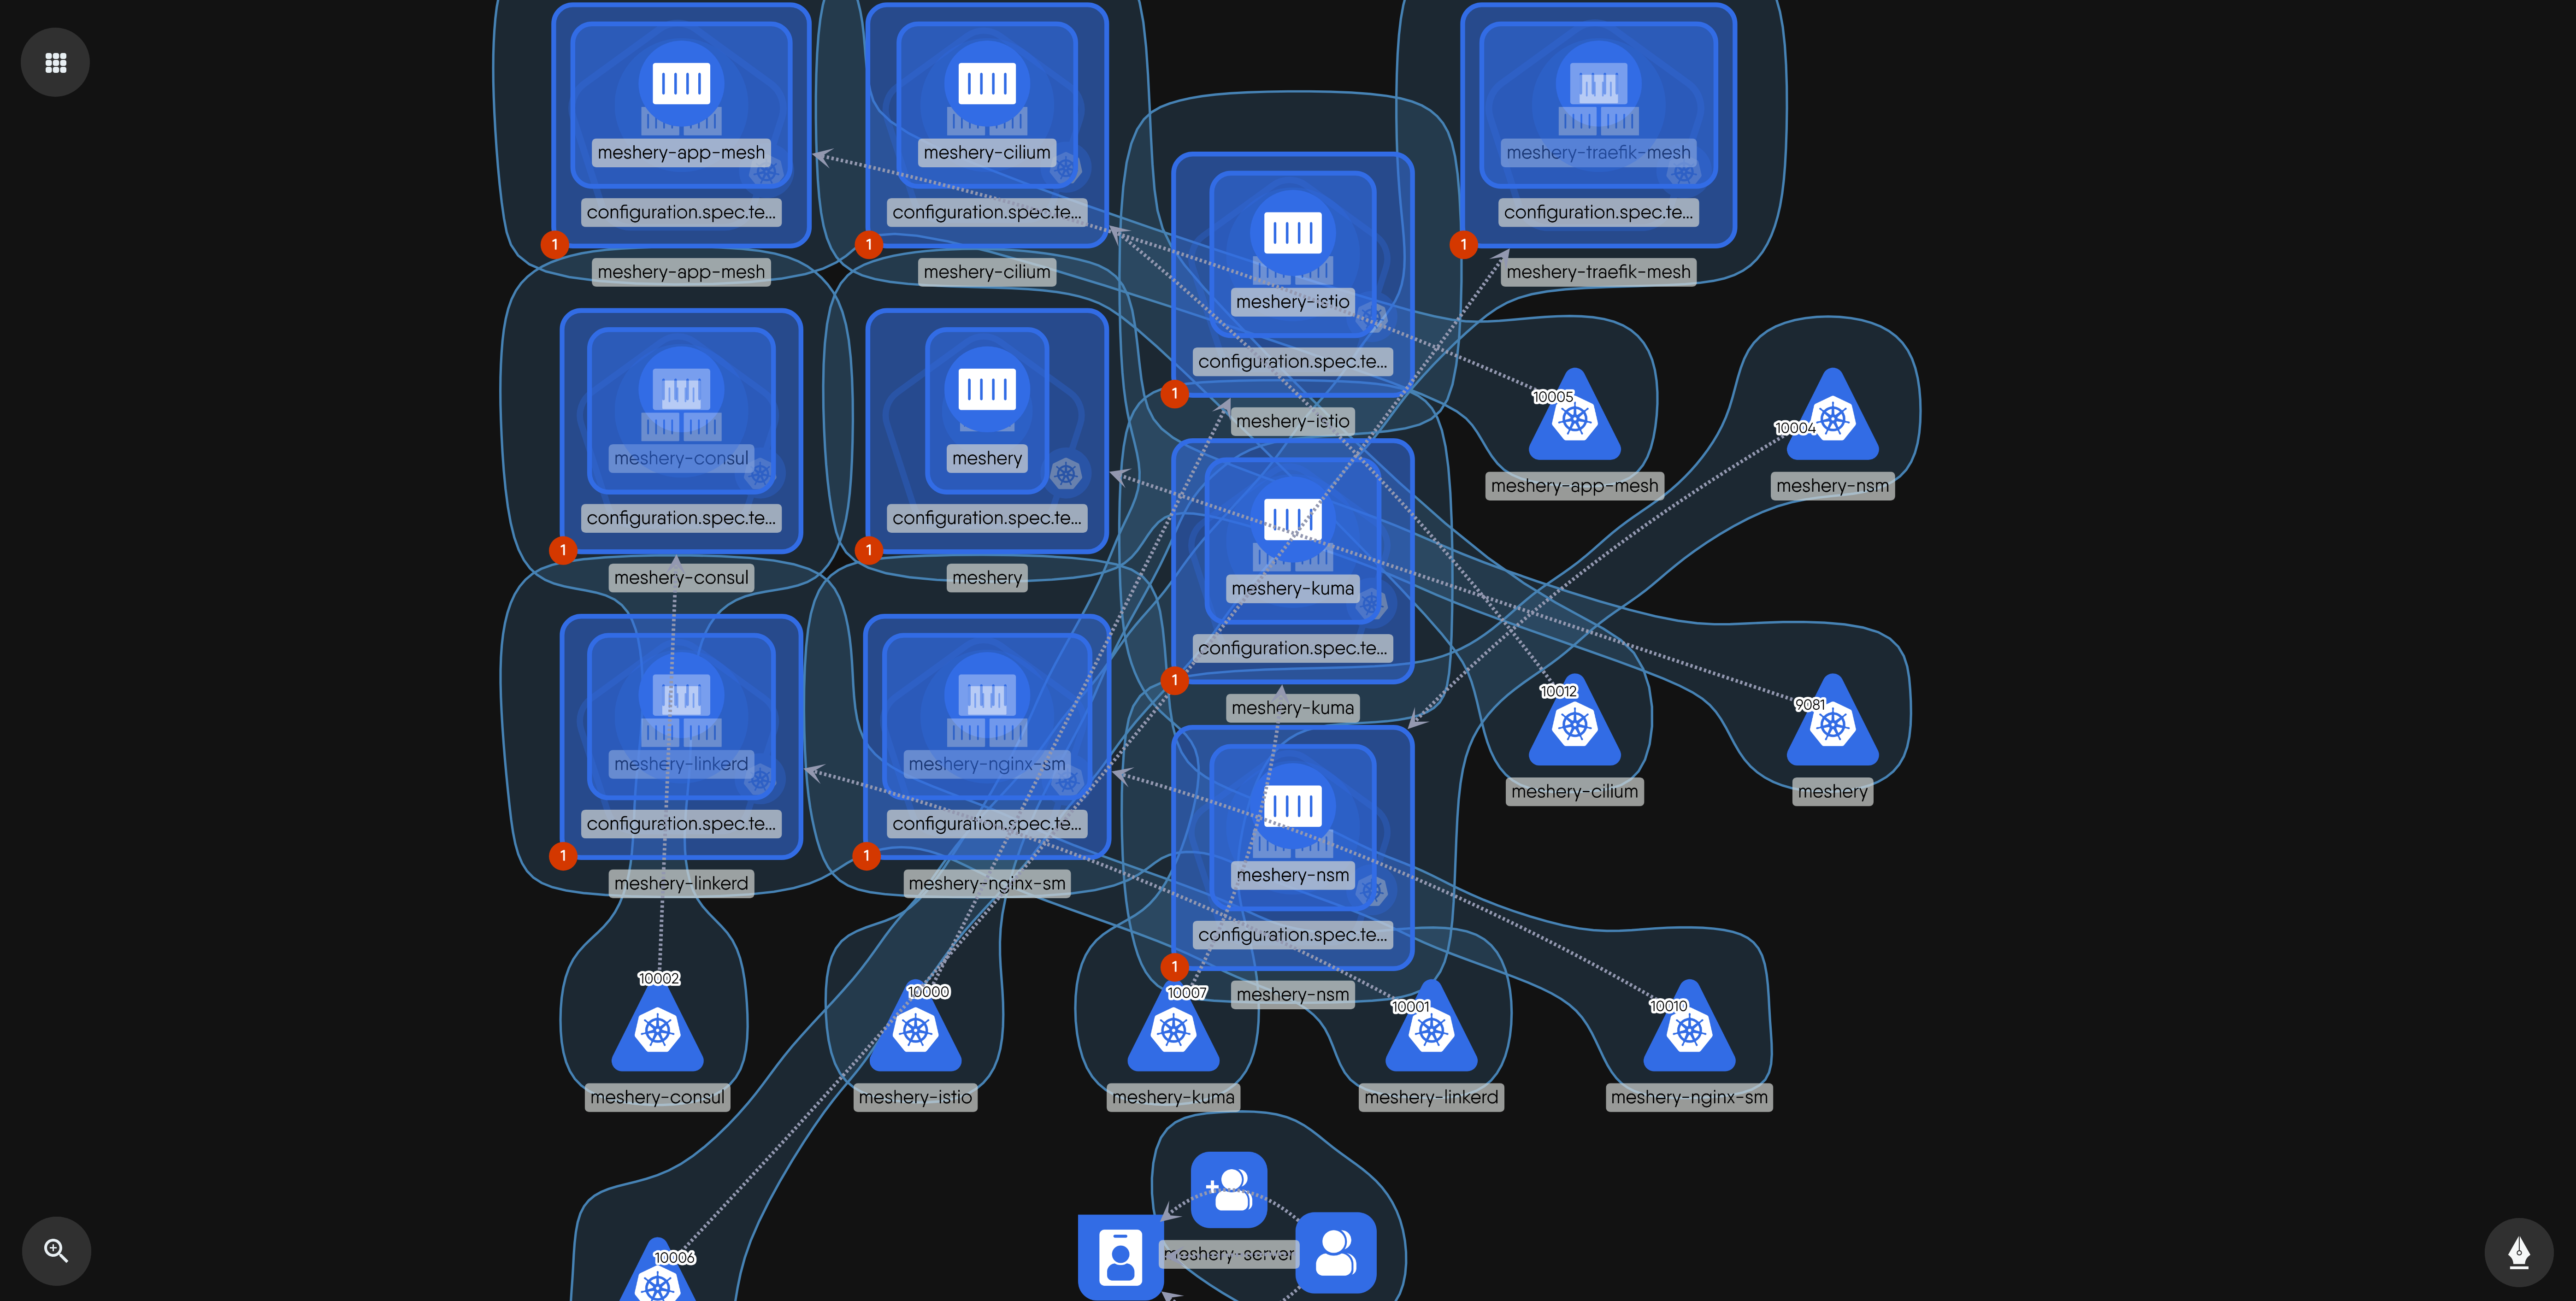 meshery-app-mesh
configuration.spec.te...
1
meshery-app-mesh
meshery-cilium
configuration.spec.te...
1
meshery-cilium
meshery-istio
configuration.spec.te...
1
meshery-istio
meshery-traefik-mesh
configuration.spec.te...
1
meshery-traefik-mesh
meshery-consul
configuration.spec.te...
1
meshery-consul
meshery
configuration.spec.te...
1
meshery
meshery-kuma
configuration.spec.te...
1
meshery-kuma
10005
meshery-app-mesh
10004
meshery-nsm
meshery-linkerd
configuration.spec.te...
1
meshery-linkerd
meshery-nginx-sm
configuration.spec.te...
1
meshery-nginx-sm
meshery-nsm
configuration.spec.te...
1
meshery-nsm
10012
meshery-cilium
9081
meshery
10002
meshery-consul
10000
meshery-istio
10007
meshery-kuma
10001
meshery-linkerd
10010
meshery-nginx-sm
meshery-server
10006